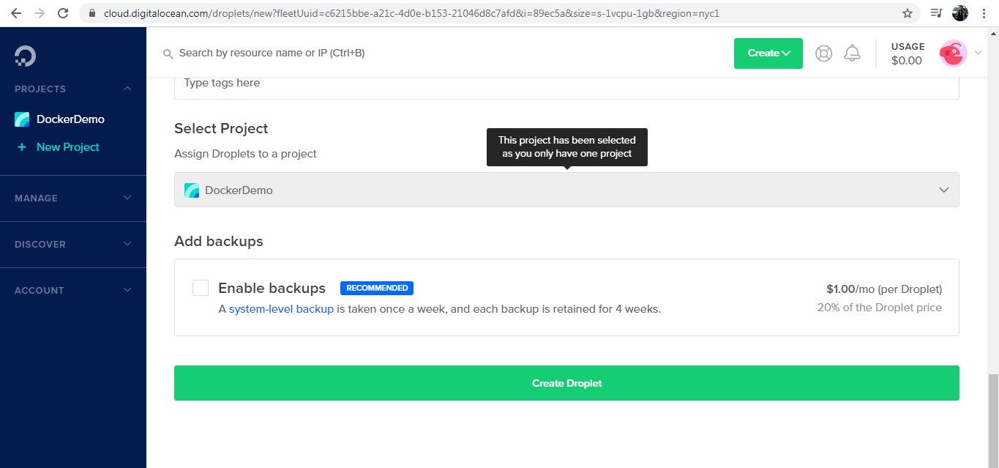 cloud.digitalocean.com/droplets/new?fleetUuid=c6215bbe-a21c-4d0e-b153-21046d8c7afd&i=89ec5a&size=s-1vcpu-1gb&region=nyc1
Search by resource name or IP (Ctrl+B)
Create
USAGE
$0.00
PROJECTS
DockerDemo
+ New Project
MANAGE
DISCOVER
ACCOUNT
Type tags here
Select Project
Assign Droplets to a project
This project has been selected
as you only have one project
DockerDemo
Add backups
Enable backups RECOMMENDED
$1.00/mo (per Droplet)
A system-level backup is taken once a week, and each backup is retained for 4 weeks.
20% of the Droplet price
Create Droplet